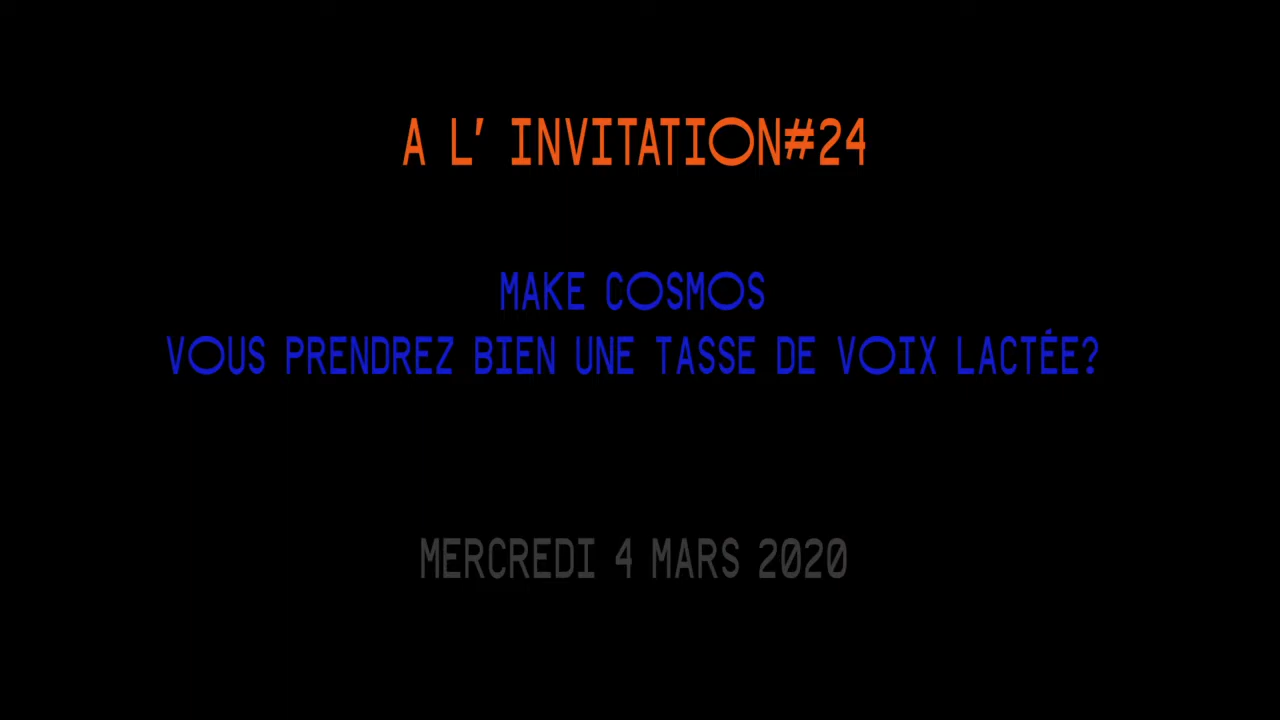 A L' INVITATION#24
MAKE COSMOS
VOUS PRENDREZ BIEN UNE TASSE DE VOIX LACTÉE?
MERCREDI 4 MARS 2020